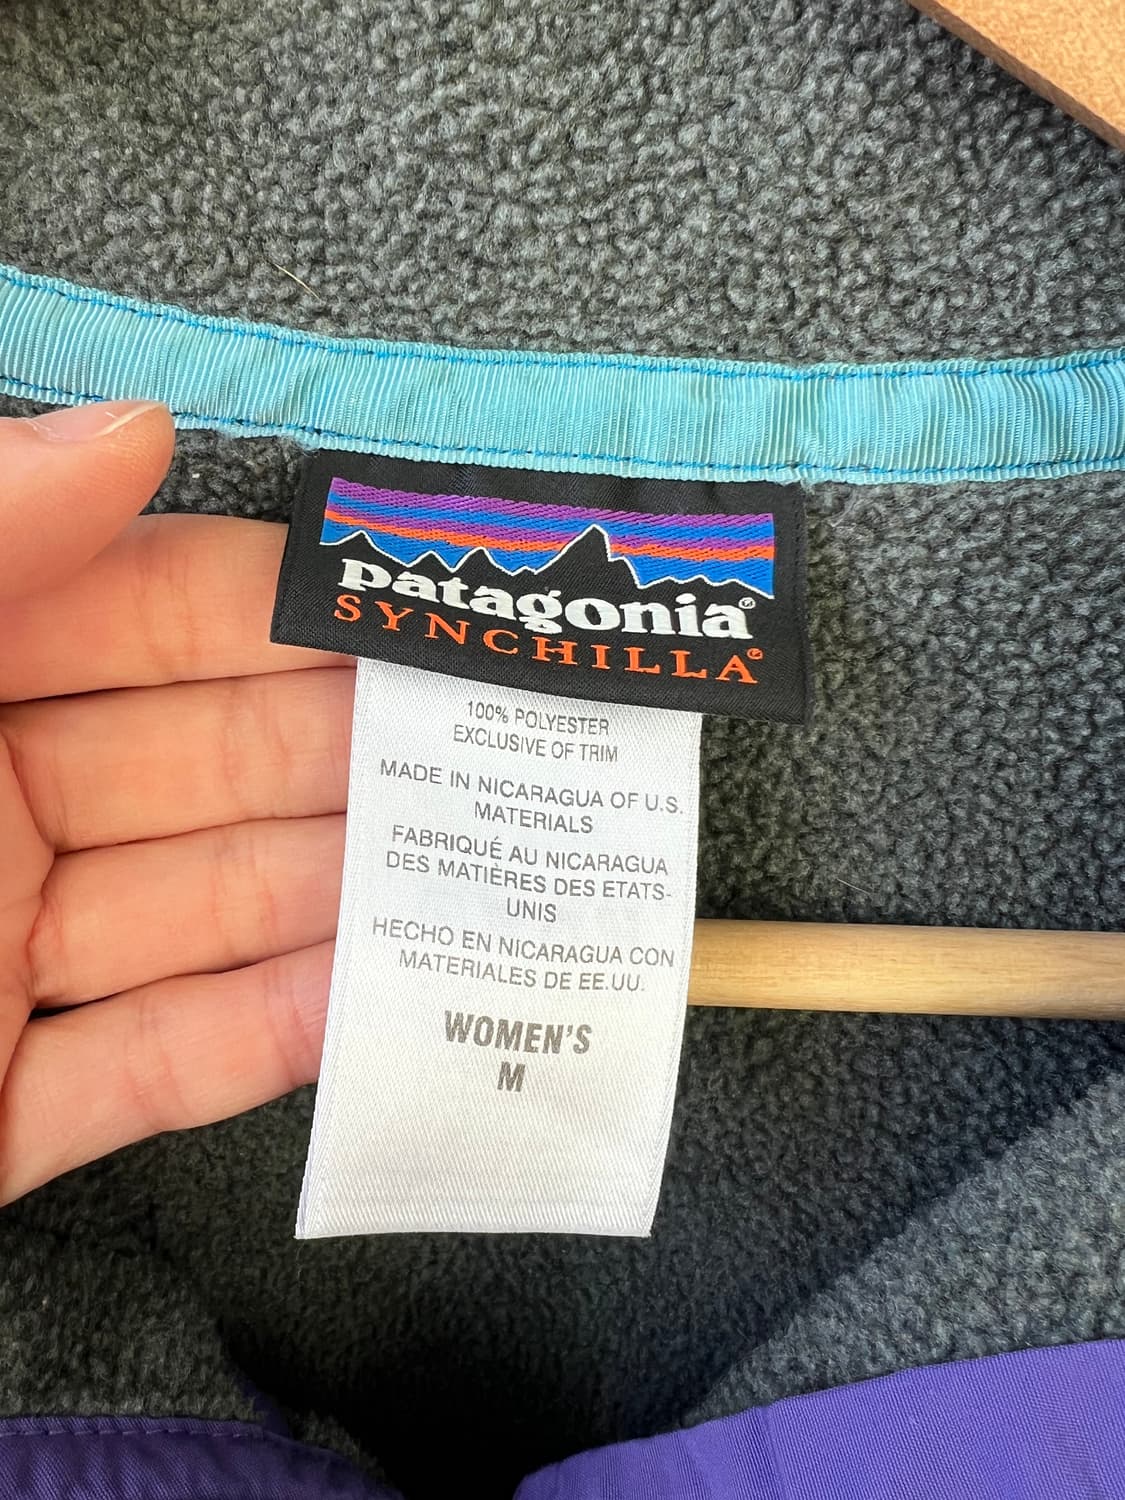 patagonia®
SYNCHILLA®
100% POLYESTER
EXCLUSIVE OF TRIM
MADE IN NICARAGUA OF U.S.
MATERIALS
FABRIQUÉ AU NICARAGUA
DES MATIÈRES DES ETATS-
UNIS
HECHO EN NICARAGUA CON
MATERIALES DE EE.UU.
WOMEN'S
M